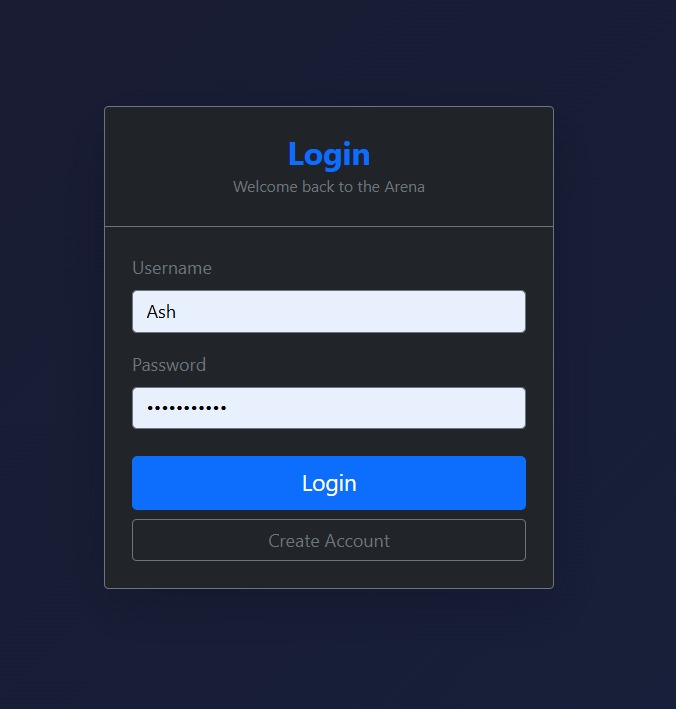 Login
Welcome back to the Arena
Username
Ash
Password
•••••••••••
Login
Create Account